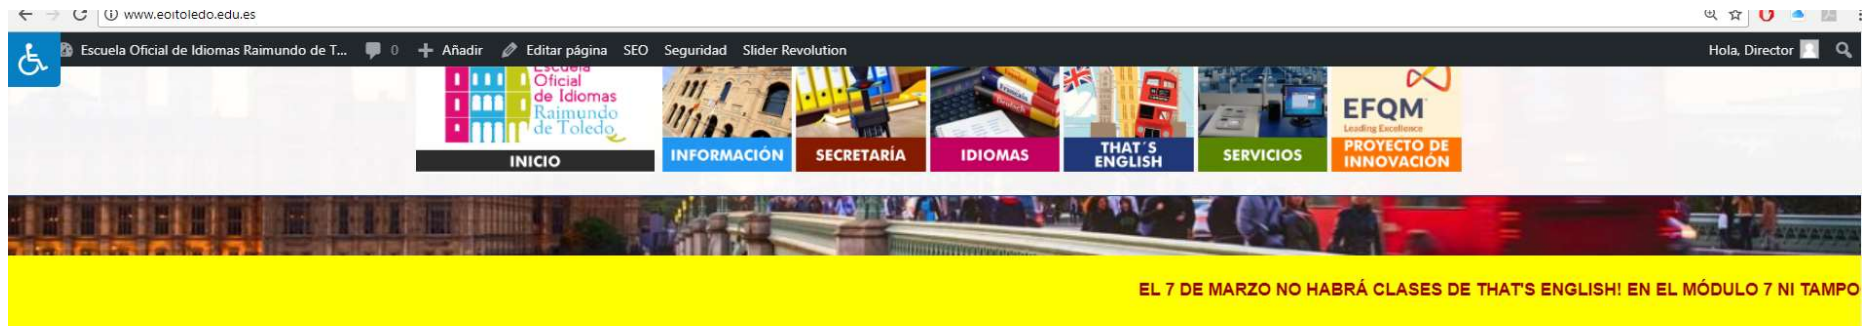 www.eoitoledo.edu.es
Escuela Oficial de Idiomas Raimundo de T... 0 Añadir Editar página SEO Seguridad Slider Revolution Hola, Director
Escuela
Oficial
de Idiomas
Raimundo
de Toledo
INICIO
INFORMACIÓN
SECRETARÍA
Français
Deutsch
IDIOMAS
THAT´S
ENGLISH
SERVICIOS
EFQM
Leading Excellence
PROYECTO DE
INNOVACIÓN
EL 7 DE MARZO NO HABRÁ CLASES DE THAT'S ENGLISH! EN EL MÓDULO 7 NI TAMPO